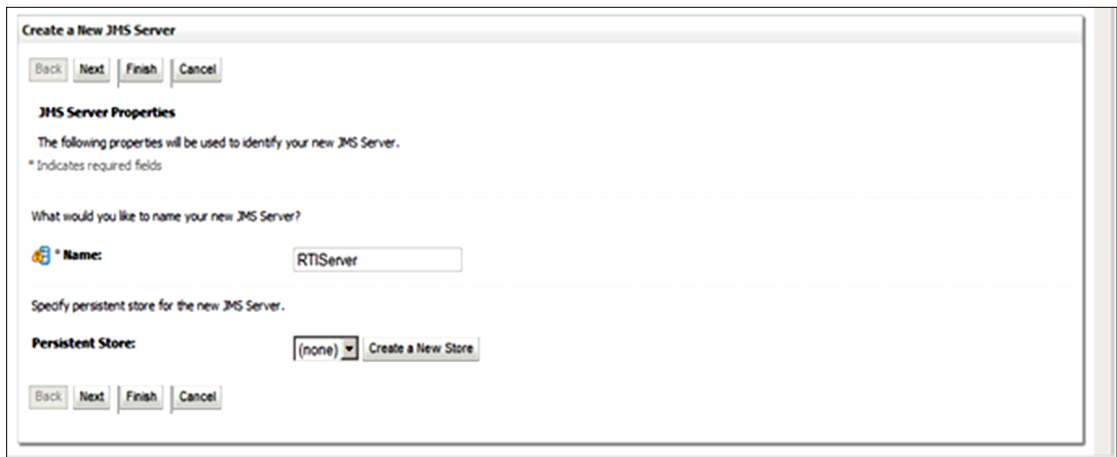 Create a New JMS Server
Back Next Finish Cancel
JMS Server Properties
The following properties will be used to identify your new JMS Server.
* Indicates required fields
What would you like to name your new JMS Server?
* Name: RTIServer
Specify persistent store for the new JMS Server.
Persistent Store: (none) Create a New Store
Back Next Finish Cancel